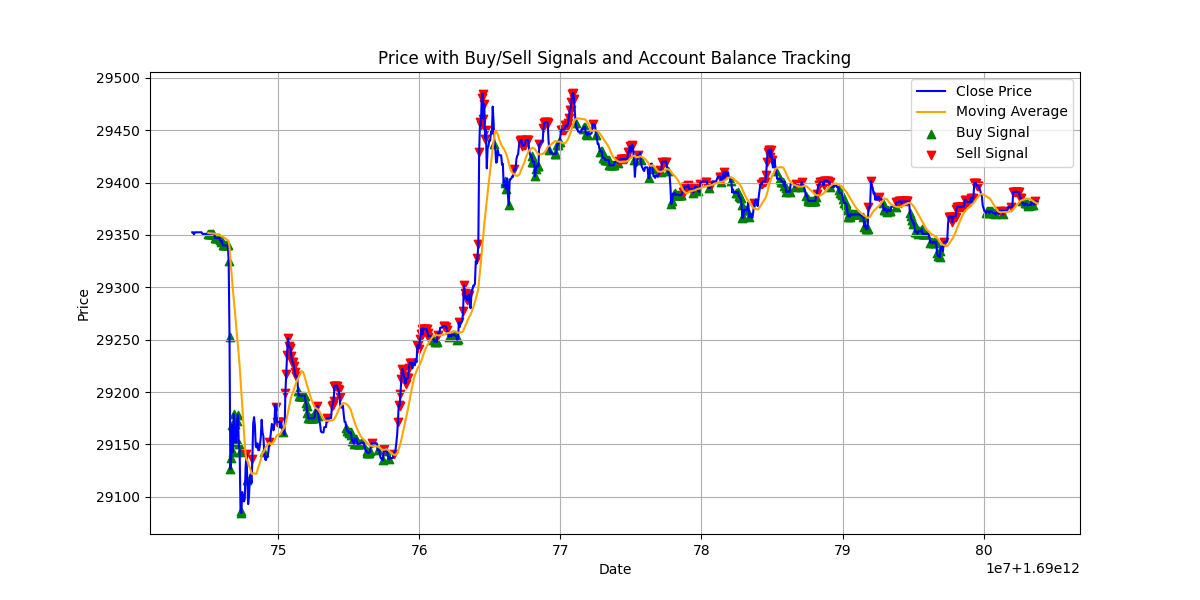 Price with Buy/Sell Signals and Account Balance Tracking
29500
29450
29400
29350
29300
29250
29200
29150
29100
Price
Close Price
Moving Average
Buy Signal
Sell Signal
75 76 77 78 79 80
Date
1e7+1.69e12